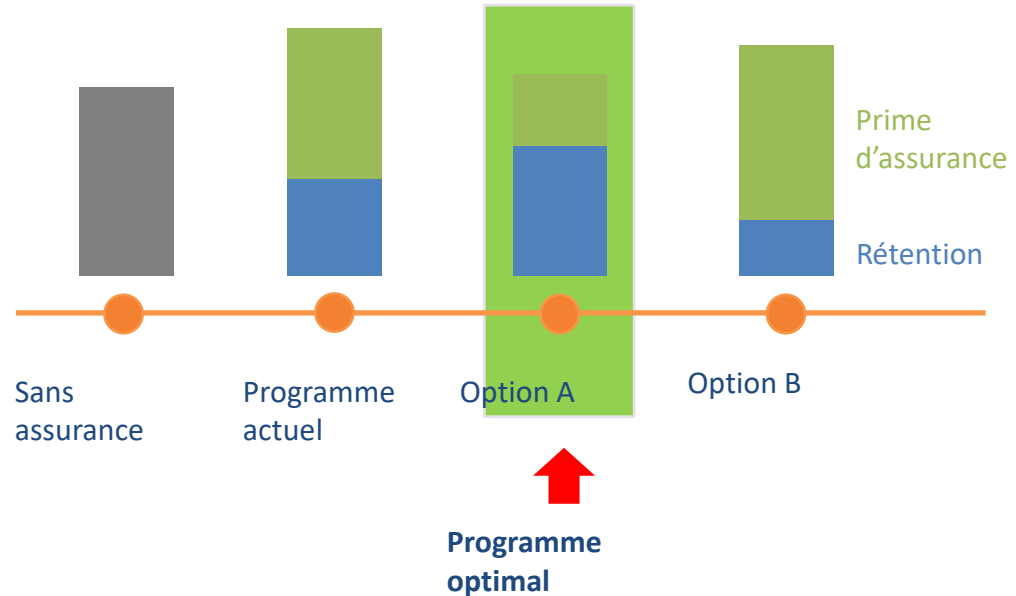 Prime
d’assurance
Rétention
Sans
assurance
Programme
actuel
Option A
Option B
Programme
optimal